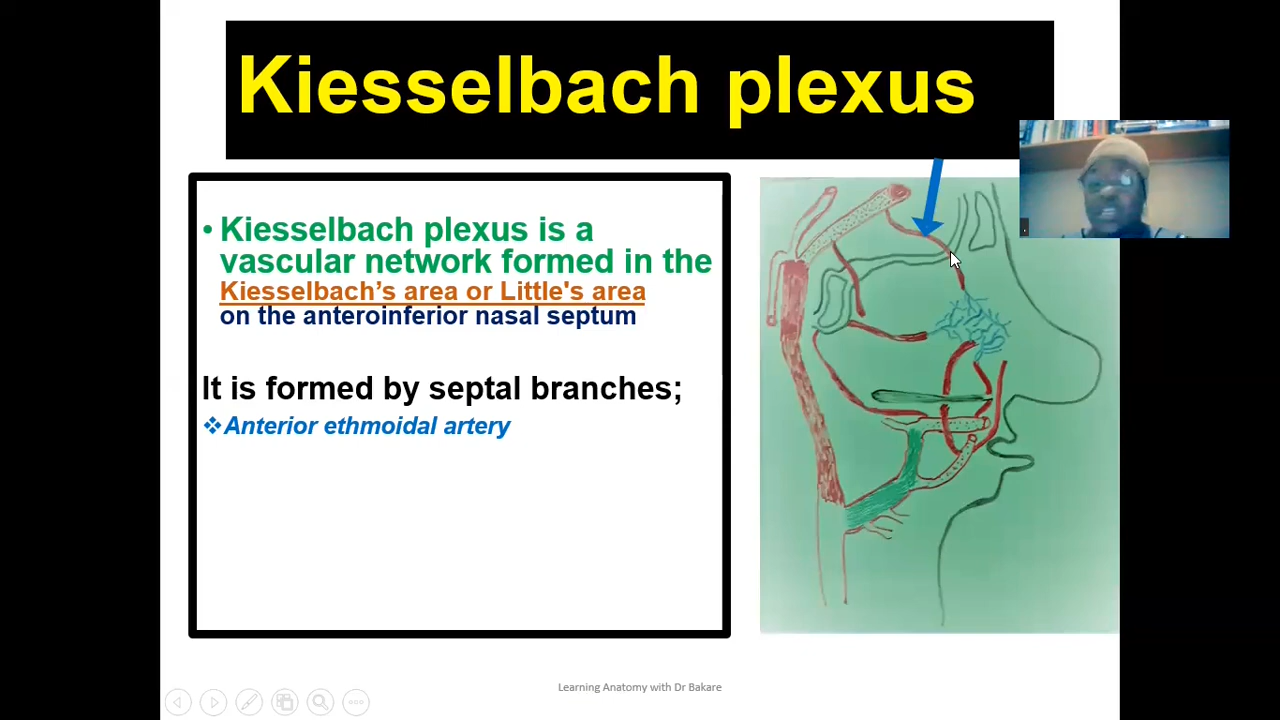 Kiesselbach plexus
• Kiesselbach plexus is a
vascular network formed in the
Kiesselbach’s area or Little's area
on the anteroinferior nasal septum
It is formed by septal branches;
❖Anterior ethmoidal artery
Learning Anatomy with Dr Bakare